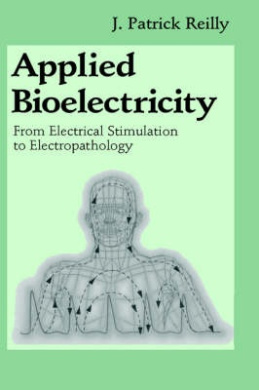 J. Patrick Reilly
Applied
Bioelectricity
From Electrical Stimulation
to Electropathology